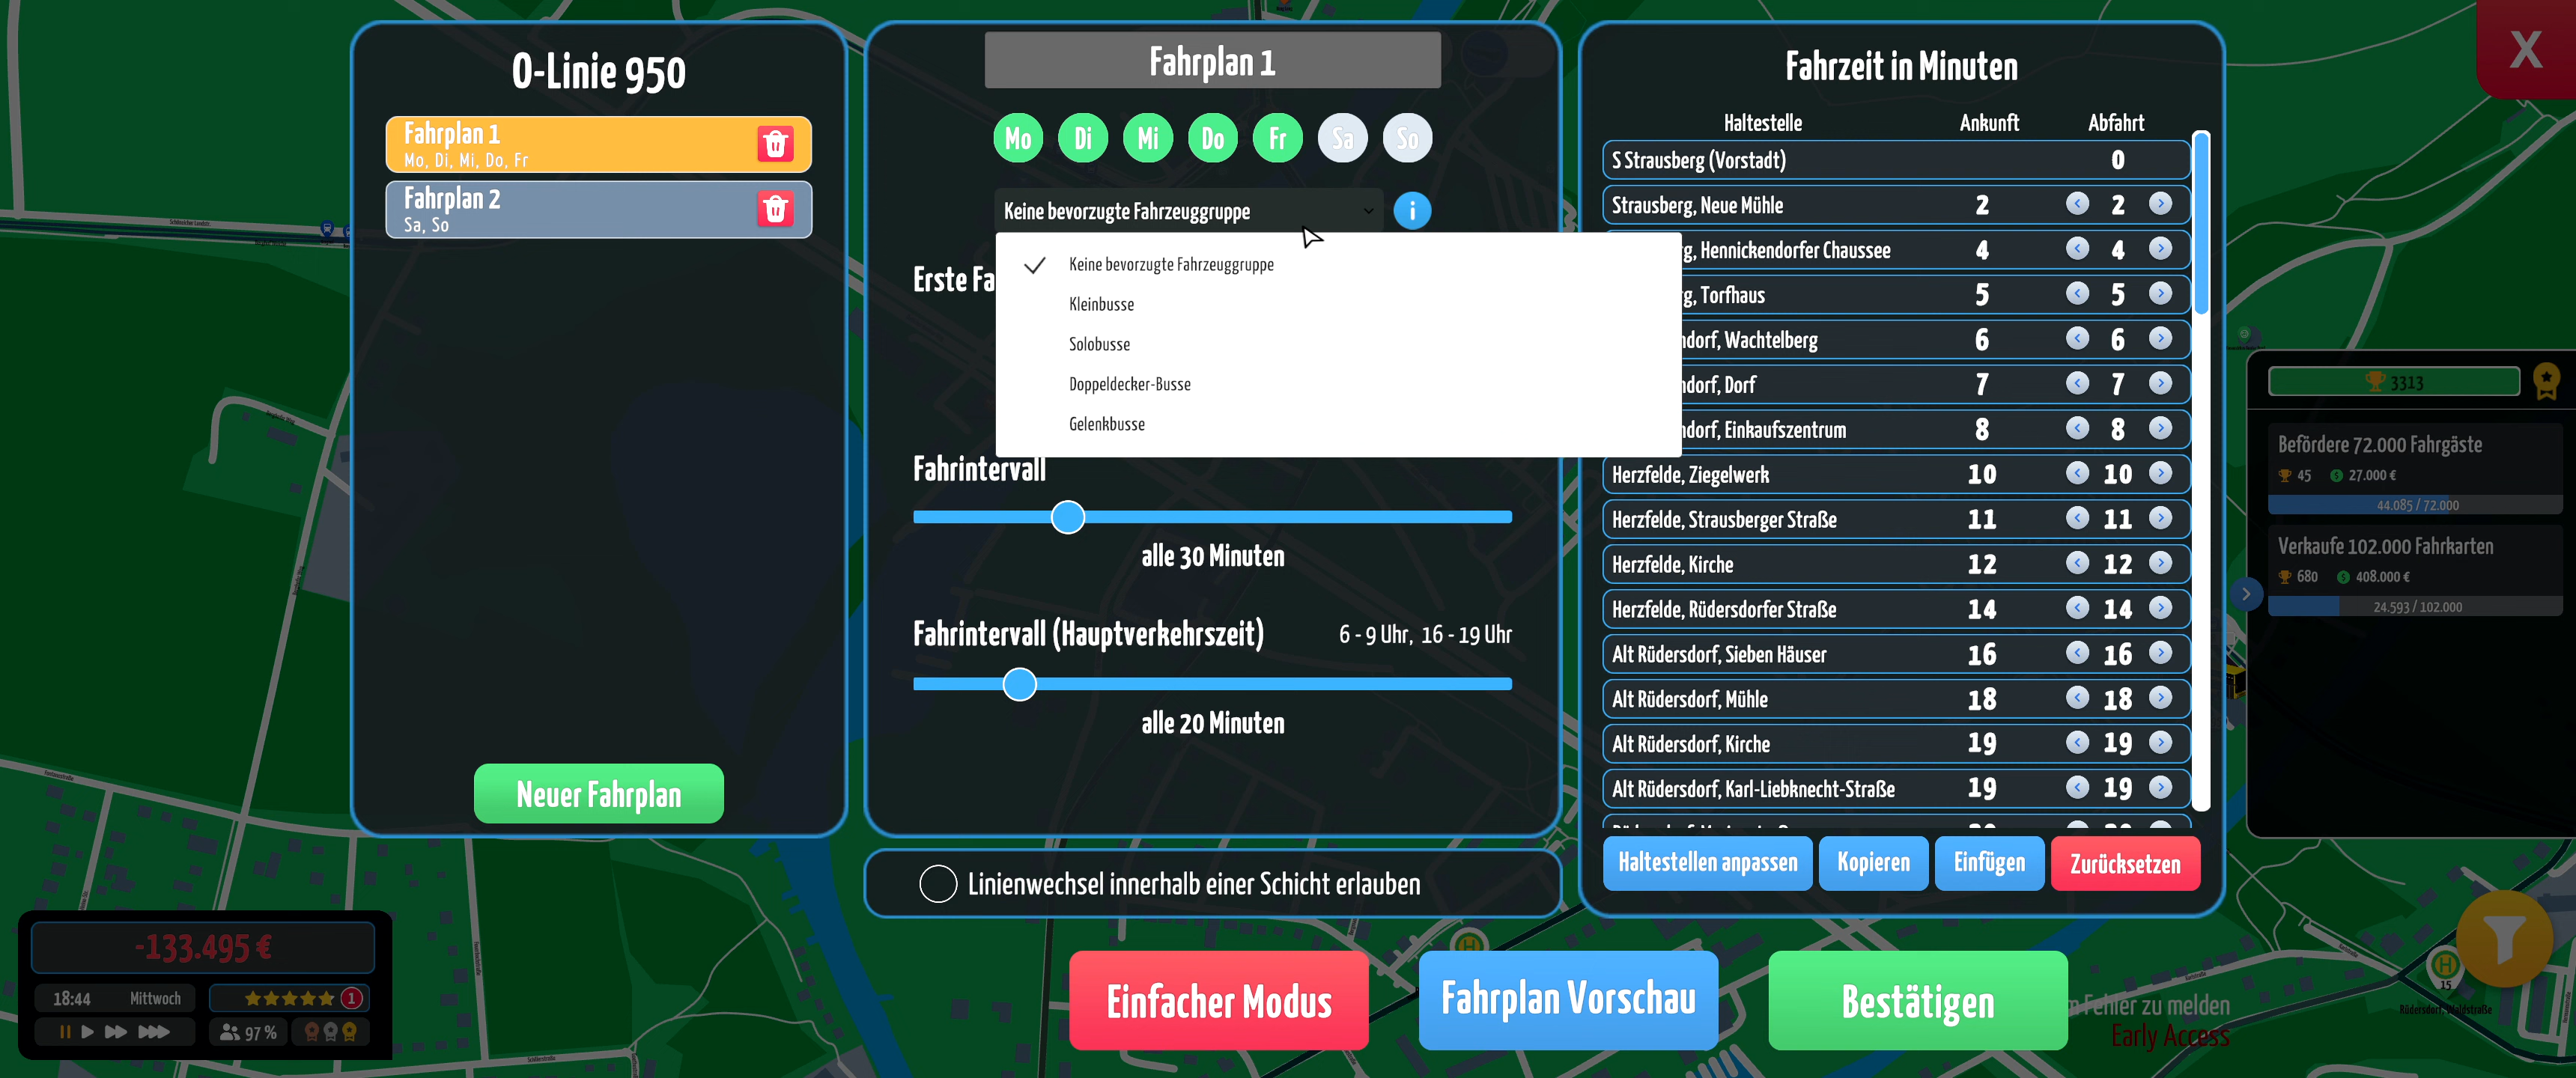 O-Linie 950
Fahrplan 1
Mo, Di, Mi, Do, Fr
Fahrplan 2
Sa, So
Neuer Fahrplan
Fahrplan 1
Mo Di Mi Do Fr Sa So
Keine bevorzugte Fahrzeuggruppe
i
Keine bevorzugte Fahrzeuggruppe
Kleinbusse
Solobusse
Doppeldecker-Busse
Gelenkbusse
Erste Fa
Fahrintervall
alle 30 Minuten
Fahrintervall (Hauptverkehrszeit) 6 - 9 Uhr, 16 - 19 Uhr
alle 20 Minuten
Linienwechsel innerhalb einer Schicht erlauben
Fahrzeit in Minuten
Haltestelle Ankunft Abfahrt
S Strausberg (Vorstadt) 0
Strausberg, Neue Mühle 2 2
g, Hennickendorfer Chaussee 4 4
g, Torfhaus 5 5
ndorf, Wachtelberg 6 6
ndorf, Dorf 7 7
ndorf, Einkaufszentrum 8 8
Herzfelde, Ziegelwerk 10 10
Herzfelde, Strausberger Straße 11 11
Herzfelde, Kirche 12 12
Herzfelde, Rüdersdorfer Straße 14 14
Alt Rüdersdorf, Sieben Häuser 16 16
Alt Rüdersdorf, Mühle 18 18
Alt Rüdersdorf, Kirche 19 19
Alt Rüdersdorf, Karl-Liebknecht-Straße 19 19
Haltestellen anpassen Kopieren Einfügen Zurücksetzen
Einfacher Modus Fahrplan Vorschau Bestätigen
X
3313
Befördere 72.000 Fahrgäste
45 27.000 €
44.085 / 72.000
Verkaufe 102.000 Fahrkarten
680 408.000 €
24.593 / 102.000
-133.495 €
18:44 Mittwoch 1
97 %
H
H
15
Rüdersdorf, Waldstraße
Fehler zu melden
Early Access